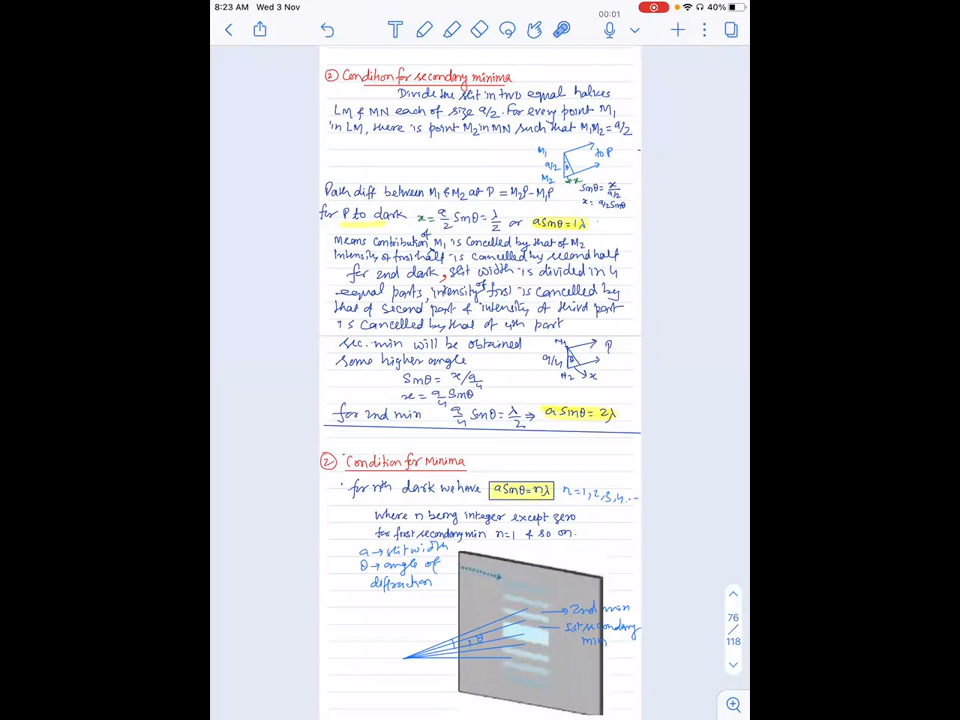 8:23 AM Wed 3 Nov
00:01
40%
② Condition for secondary minima
Divide the slit in two equal halves
LM & MN each of size a/2. For every point M₁
in LM, there is point M₂ in MN such that M₁M₂ = a/2
M₁
to P
a/2
θ
M₂
x
Path diff between M₁ & M₂ at P = M₂P - M₁P
sinθ = x/a/2
x = a/2 sinθ
for P to dark x = a/2 sinθ = λ/2 or a sinθ = 1λ
Means contribution of M₁ is cancelled by that of M₂
Intensity of first half is cancelled by second half
for 2nd dark, slit width is divided in 4
equal parts, intensity of first is cancelled by
that of second part & intensity of third part
is cancelled by that of 4th part
sec. min will be obtained
some higher angle
P
a/4
θ
M₂
x
sinθ = x/a/4
x = a/4 sinθ
for 2nd min a/4 sinθ = λ/2 ⇒ a sinθ = 2λ
② Condition for Minima
for nth dark we have a sinθ = nλ n = 1, 2, 3, 4. ...
where n being integer except zero
for first secondary min n=1 & so on.
a → slit width
θ → angle of
diffraction
→ 2nd min
→ 1st secondary
min
θ
76
118